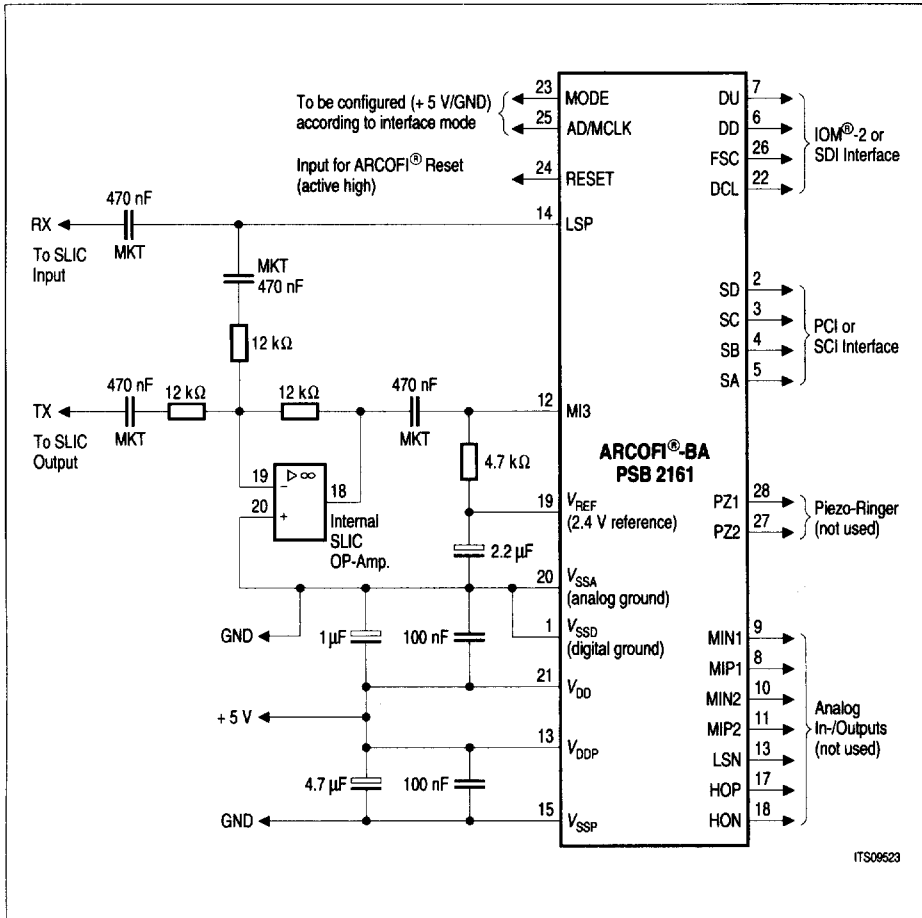 To be configured (+ 5 V/GND)
according to interface mode
23
MODE
25
AD/MCLK
Input for ARCOFI® Reset
(active high)
24
RESET
DU
7
DD
6
FSC
26
DCL
22
IOM®-2 or
SDI Interface
RX
470 nF
MKT
To SLIC
Input
14
LSP
MKT
470 nF
12 kΩ
SD
2
SC
3
SB
4
SA
5
PCI or
SCI Interface
TX
470 nF
MKT
To SLIC
Output
12 kΩ
12 kΩ
470 nF
MKT
12
MI3
ARCOFI®-BA
PSB 2161
4.7 kΩ
19
–
20
+
▷ ∞
18
Internal
SLIC
OP-Amp.
19
VREF
(2.4 V reference)
2.2 µF
PZ1
28
PZ2
27
Piezo-Ringer
(not used)
20
VSSA
(analog ground)
GND
1 µF
100 nF
1
VSSD
(digital ground)
21
VDD
+ 5 V
13
VDDP
4.7 µF
100 nF
GND
15
VSSP
MIN1
9
MIP1
8
MIN2
10
MIP2
11
LSN
13
HOP
17
HON
18
Analog
In-/Outputs
(not used)
ITS09523